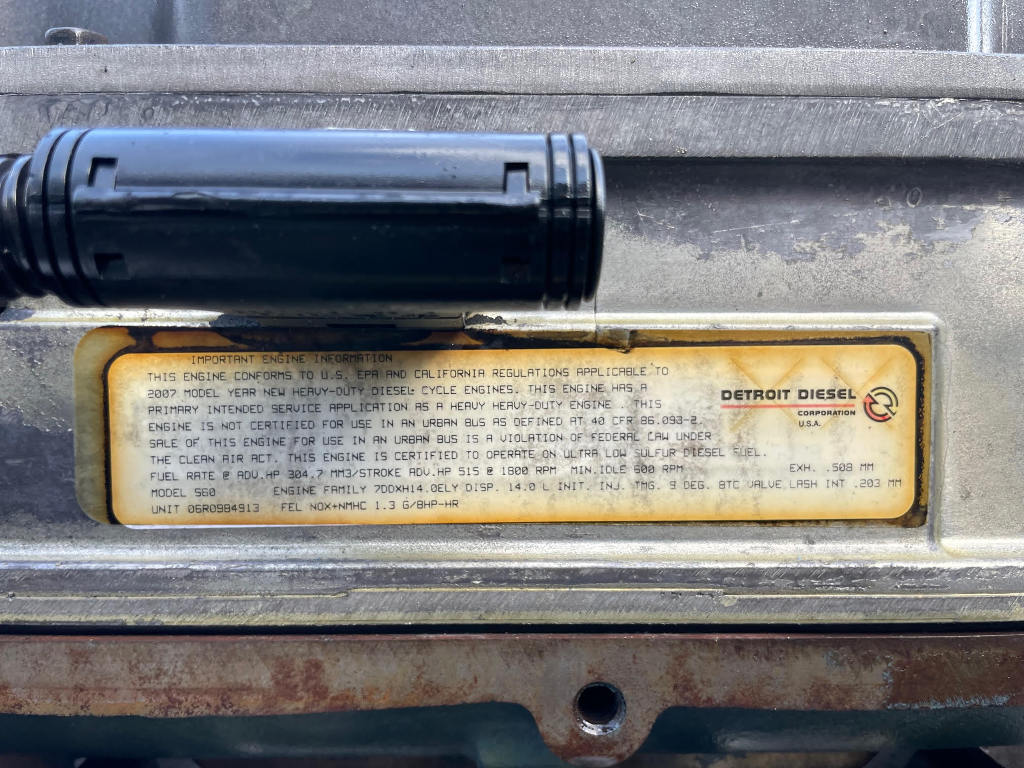 IMPORTANT ENGINE INFORMATION
THIS ENGINE CONFORMS TO U.S. EPA AND CALIFORNIA REGULATIONS APPLICABLE TO
2007 MODEL YEAR NEW HEAVY-DUTY DIESEL CYCLE ENGINES. THIS ENGINE HAS A
PRIMARY INTENDED SERVICE APPLICATION AS A HEAVY HEAVY-DUTY ENGINE . THIS
ENGINE IS NOT CERTIFIED FOR USE IN AN URBAN BUS AS DEFINED AT 40 CFR 86.093-2.
SALE OF THIS ENGINE FOR USE IN AN URBAN BUS IS A VIOLATION OF FEDERAL LAW UNDER
THE CLEAN AIR ACT. THIS ENGINE IS CERTIFIED TO OPERATE ON ULTRA LOW SULFUR DIESEL FUEL.
FUEL RATE @ ADV.HP 304.7 MM3/STROKE ADV.HP 515 @ 1800 RPM MIN.IDLE 600 RPM EXH. .508 MM
MODEL S60 ENGINE FAMILY 7DDXH14.0ELY DISP. 14.0 L INIT. INJ. TMG. 9 DEG. BTC VALVE LASH INT .203 MM
UNIT 06R0984913 FEL NOX+NMHC 1.3 G/BHP-HR
DETROIT DIESEL
CORPORATION
U.S.A.